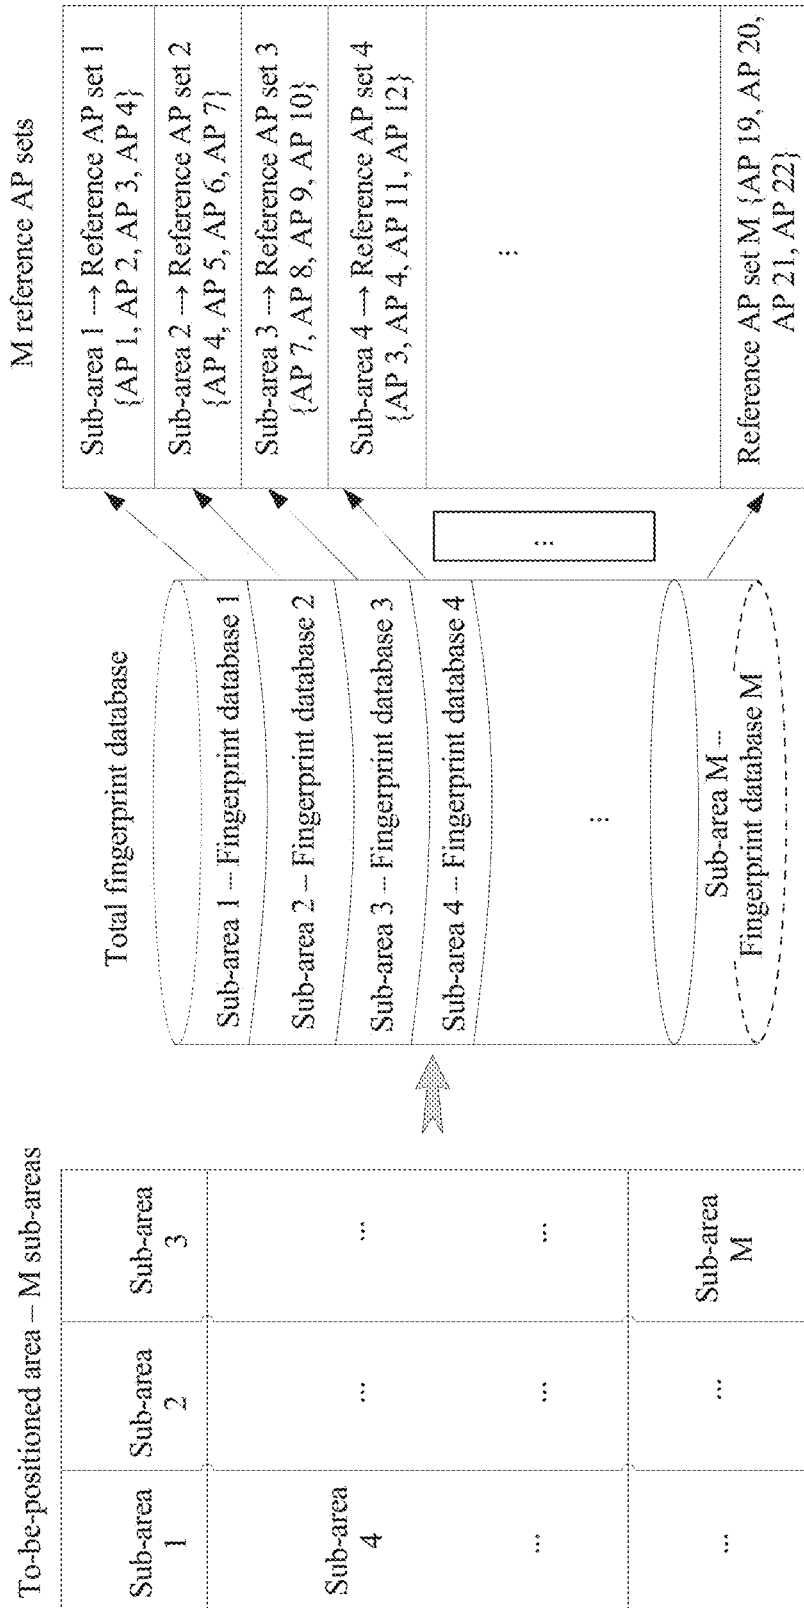 To-be-positioned area – M sub-areas
Sub-area
1
Sub-area
2
Sub-area
3
Sub-area
4
...
...
...
...
...
...
...
Sub-area
M
Total fingerprint database
Sub-area 1 -- Fingerprint database 1
Sub-area 2 -- Fingerprint database 2
Sub-area 3 -- Fingerprint database 3
Sub-area 4 -- Fingerprint database 4
...
Sub-area M --
Fingerprint database M
...
M reference AP sets
Sub-area 1 → Reference AP set 1
{AP 1, AP 2, AP 3, AP 4}
Sub-area 2 → Reference AP set 2
{AP 4, AP 5, AP 6, AP 7}
Sub-area 3 → Reference AP set 3
{AP 7, AP 8, AP 9, AP 10}
Sub-area 4 → Reference AP set 4
{AP 3, AP 4, AP 11, AP 12}
...
Reference AP set M {AP 19, AP 20,
AP 21, AP 22}